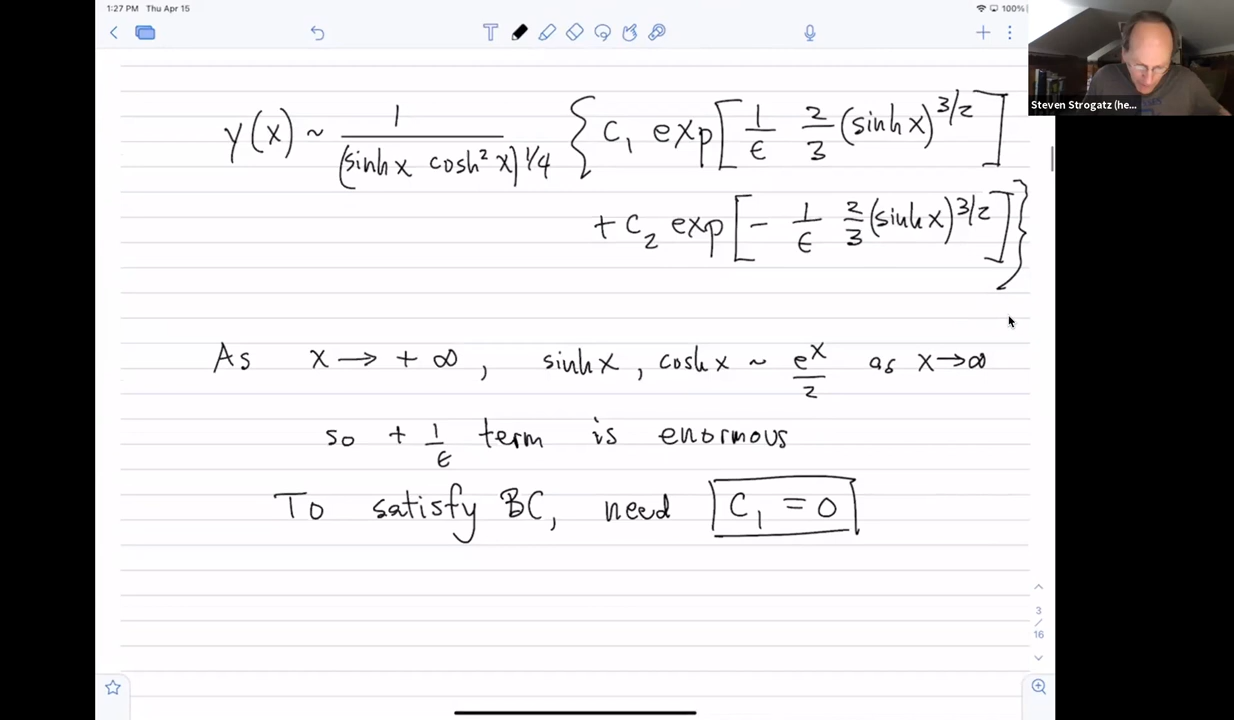 1:27 PM Thu Apr 15
100%
Steven Strogatz (he...
y(x) ~ 1 / (sinh x cosh² x)^1/4 { c₁ exp[ 1/ϵ 2/3 (sinh x)^3/2 ]
+ c₂ exp[ - 1/ϵ 2/3 (sinh x)^3/2 ] }
As x → + ∞, sinh x, cosh x ~ e^x/2 as x → ∞
so + 1/ϵ term is enormous
To satisfy BC, need C₁ = 0
3
/
16